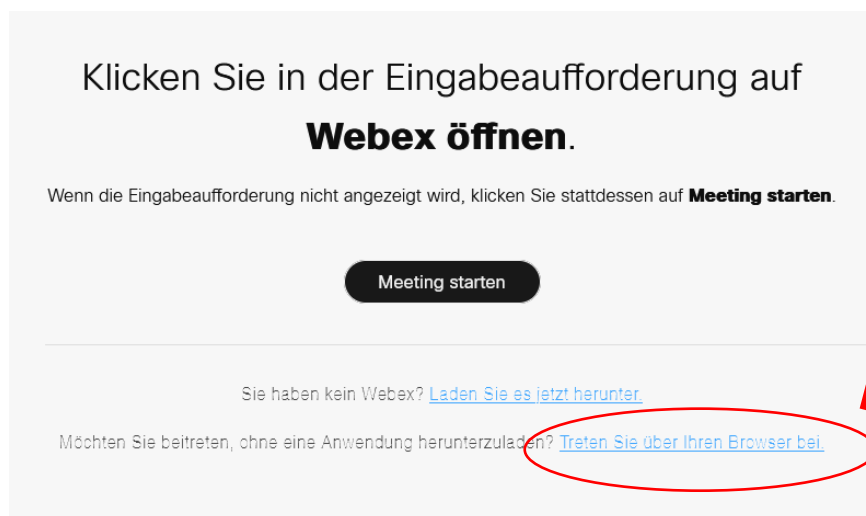 Klicken Sie in der Eingabeaufforderung auf
Webex öffnen.
Wenn die Eingabeaufforderung nicht angezeigt wird, klicken Sie stattdessen auf Meeting starten.
Meeting starten
Sie haben kein Webex? Laden Sie es jetzt herunter.
Möchten Sie beitreten, ohne eine Anwendung herunterzuladen? Treten Sie über Ihren Browser bei.